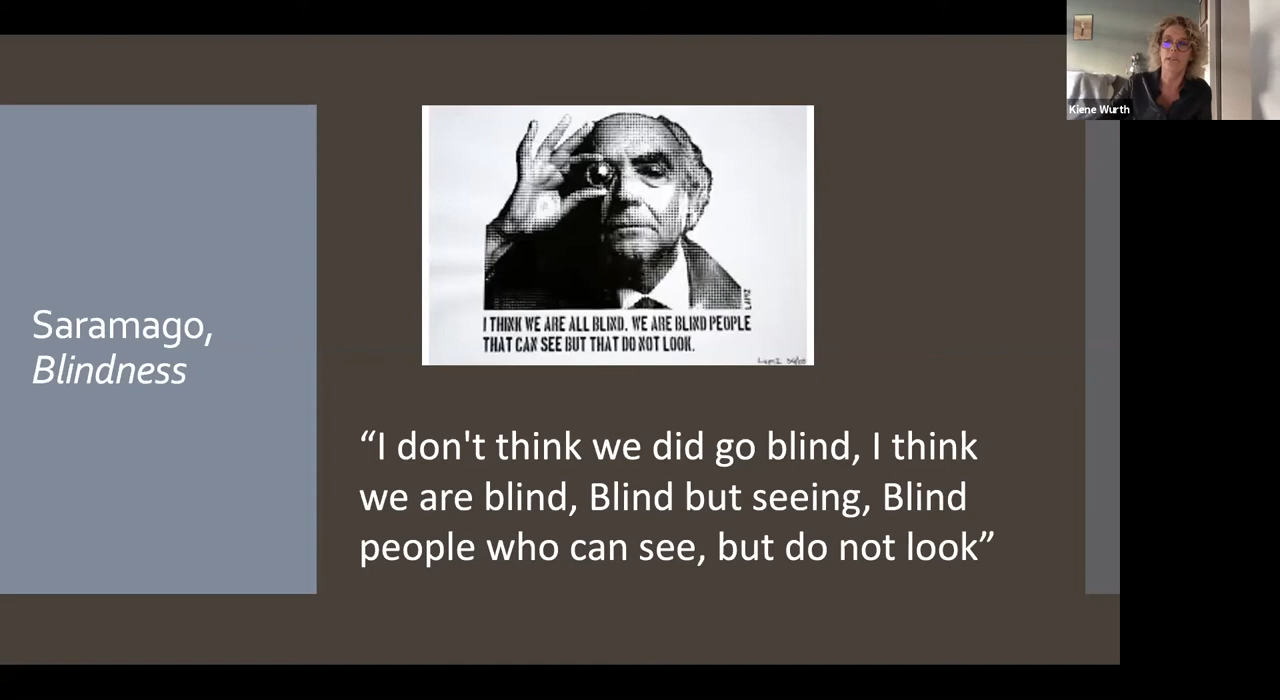 Kiene Wurth
I THINK WE ARE ALL BLIND. WE ARE BLIND PEOPLE
THAT CAN SEE BUT THAT DO NOT LOOK.
Saramago,
Blindness
“I don't think we did go blind, I think
we are blind, Blind but seeing, Blind
people who can see, but do not look”